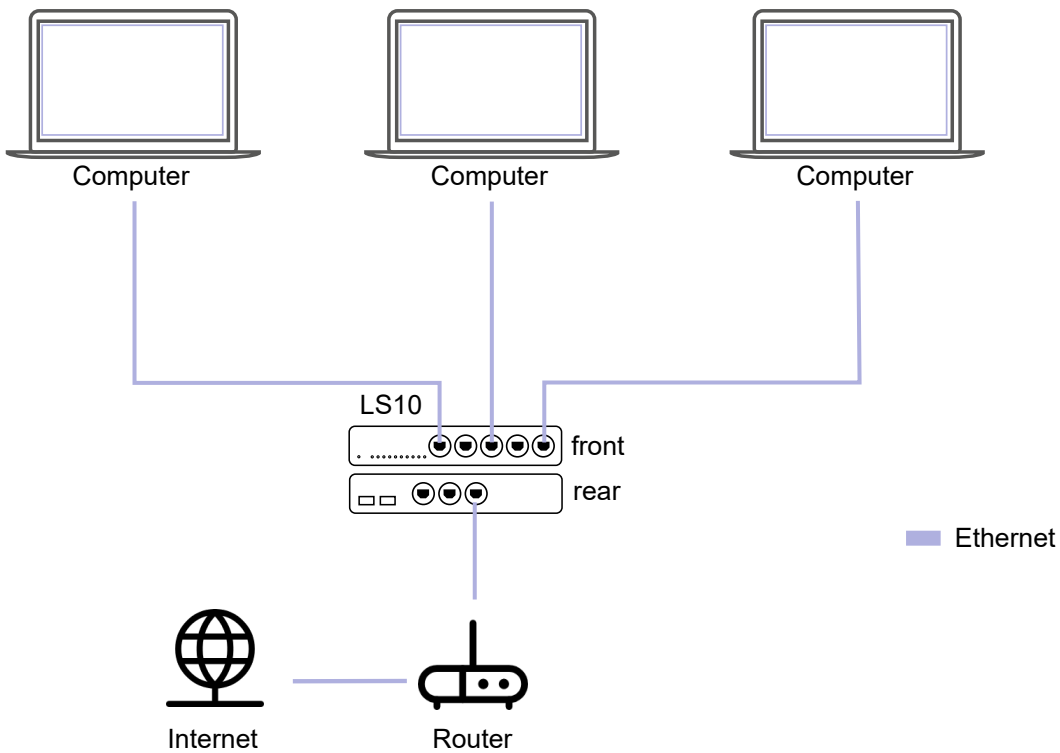 Computer
Computer
Computer
LS10
front
rear
Ethernet
Internet
Router